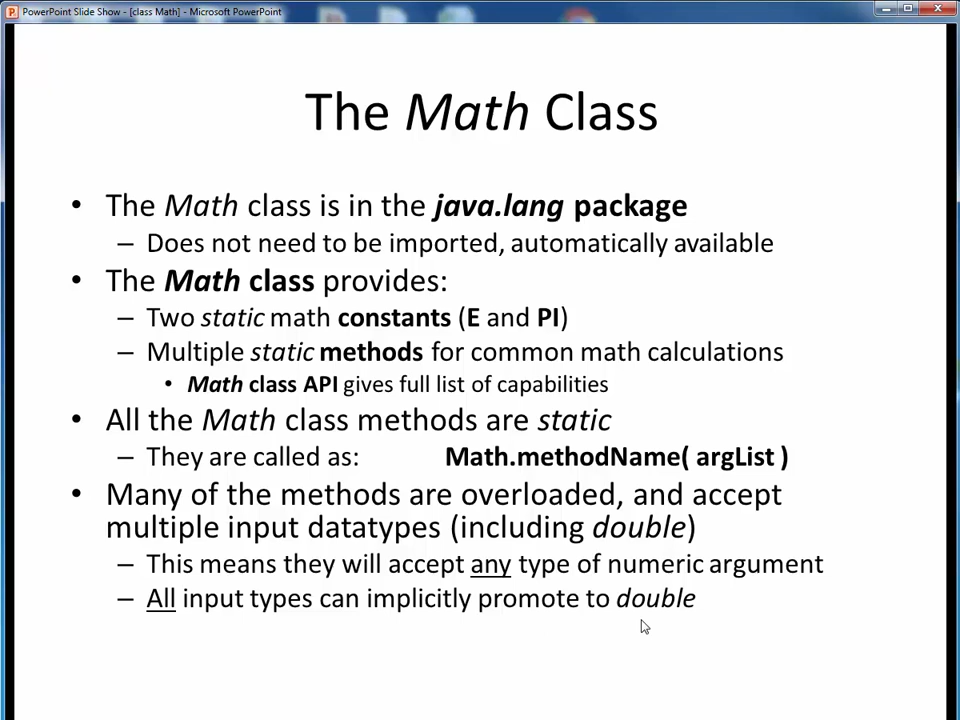 PowerPoint Slide Show - [class Math] - Microsoft PowerPoint
The Math Class
• The Math class is in the java.lang package
– Does not need to be imported, automatically available
• The Math class provides:
– Two static math constants (E and PI)
– Multiple static methods for common math calculations
• Math class API gives full list of capabilities
• All the Math class methods are static
– They are called as: Math.methodName( argList )
• Many of the methods are overloaded, and accept
multiple input datatypes (including double)
– This means they will accept any type of numeric argument
– All input types can implicitly promote to double